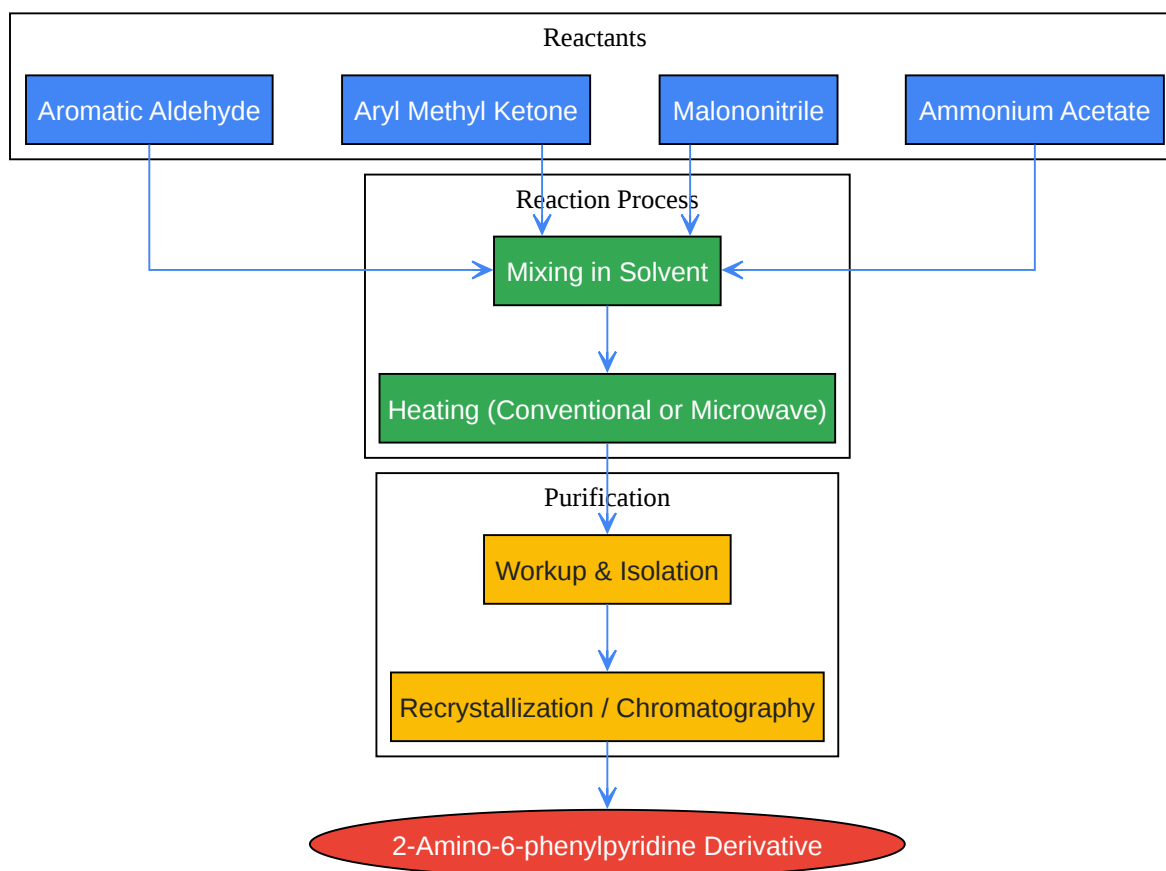 Reactants
Aromatic Aldehyde
Aryl Methyl Ketone
Malononitrile
Ammonium Acetate
Reaction Process
Mixing in Solvent
Heating (Conventional or Microwave)
Purification
Workup & Isolation
Recrystallization / Chromatography
2-Amino-6-phenylpyridine Derivative